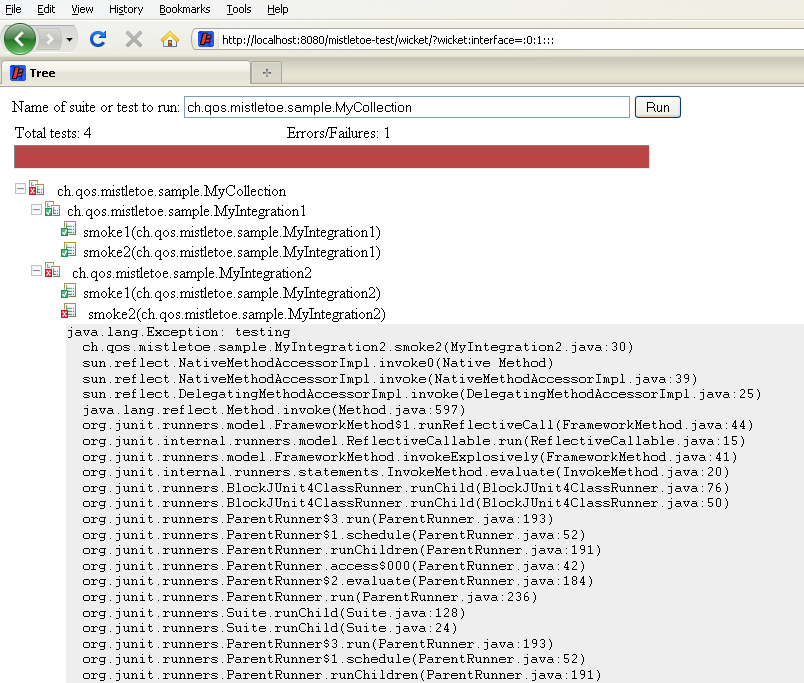 File Edit View History Bookmarks Tools Help
http://localhost:8080/mistletoe-test/wicket/?wicket:interface=:0:1:::
Tree
Name of suite or test to run: ch.qos.mistletoe.sample.MyCollection Run
Total tests: 4 Errors/Failures: 1
ch.qos.mistletoe.sample.MyCollection
ch.qos.mistletoe.sample.MyIntegration1
smoke1(ch.qos.mistletoe.sample.MyIntegration1)
smoke2(ch.qos.mistletoe.sample.MyIntegration1)
ch.qos.mistletoe.sample.MyIntegration2
smoke1(ch.qos.mistletoe.sample.MyIntegration2)
smoke2(ch.qos.mistletoe.sample.MyIntegration2)
java.lang.Exception: testing
ch.qos.mistletoe.sample.MyIntegration2.smoke2(MyIntegration2.java:30)
sun.reflect.NativeMethodAccessorImpl.invoke0(Native Method)
sun.reflect.NativeMethodAccessorImpl.invoke(NativeMethodAccessorImpl.java:39)
sun.reflect.DelegatingMethodAccessorImpl.invoke(DelegatingMethodAccessorImpl.java:25)
java.lang.reflect.Method.invoke(Method.java:597)
org.junit.runners.model.FrameworkMethod$1.runReflectiveCall(FrameworkMethod.java:44)
org.junit.internal.runners.model.ReflectiveCallable.run(ReflectiveCallable.java:15)
org.junit.runners.model.FrameworkMethod.invokeExplosively(FrameworkMethod.java:41)
org.junit.internal.runners.statements.InvokeMethod.evaluate(InvokeMethod.java:20)
org.junit.runners.BlockJUnit4ClassRunner.runChild(BlockJUnit4ClassRunner.java:76)
org.junit.runners.BlockJUnit4ClassRunner.runChild(BlockJUnit4ClassRunner.java:50)
org.junit.runners.ParentRunner$3.run(ParentRunner.java:193)
org.junit.runners.ParentRunner$1.schedule(ParentRunner.java:52)
org.junit.runners.ParentRunner.runChildren(ParentRunner.java:191)
org.junit.runners.ParentRunner.access$000(ParentRunner.java:42)
org.junit.runners.ParentRunner$2.evaluate(ParentRunner.java:184)
org.junit.runners.ParentRunner.run(ParentRunner.java:236)
org.junit.runners.Suite.runChild(Suite.java:128)
org.junit.runners.Suite.runChild(Suite.java:24)
org.junit.runners.ParentRunner$3.run(ParentRunner.java:193)
org.junit.runners.ParentRunner$1.schedule(ParentRunner.java:52)
org.junit.runners.ParentRunner.runChildren(ParentRunner.java:191)